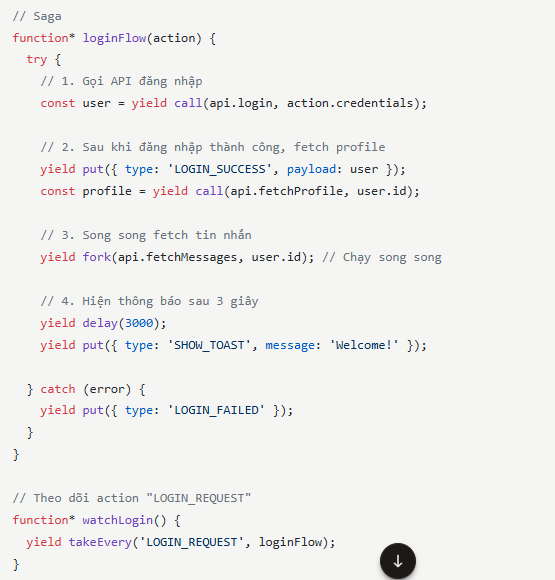 // Saga
function* loginFlow(action) {
  try {
    // 1. Gọi API đăng nhập
    const user = yield call(api.login, action.credentials);

    // 2. Sau khi đăng nhập thành công, fetch profile
    yield put({ type: 'LOGIN_SUCCESS', payload: user });
    const profile = yield call(api.fetchProfile, user.id);

    // 3. Song song fetch tin nhắn
    yield fork(api.fetchMessages, user.id); // Chạy song song

    // 4. Hiện thông báo sau 3 giây
    yield delay(3000);
    yield put({ type: 'SHOW_TOAST', message: 'Welcome!' });

  } catch (error) {
    yield put({ type: 'LOGIN_FAILED' });
  }
}

// Theo dõi action "LOGIN_REQUEST"
function* watchLogin() {
  yield takeEvery('LOGIN_REQUEST', loginFlow);
}